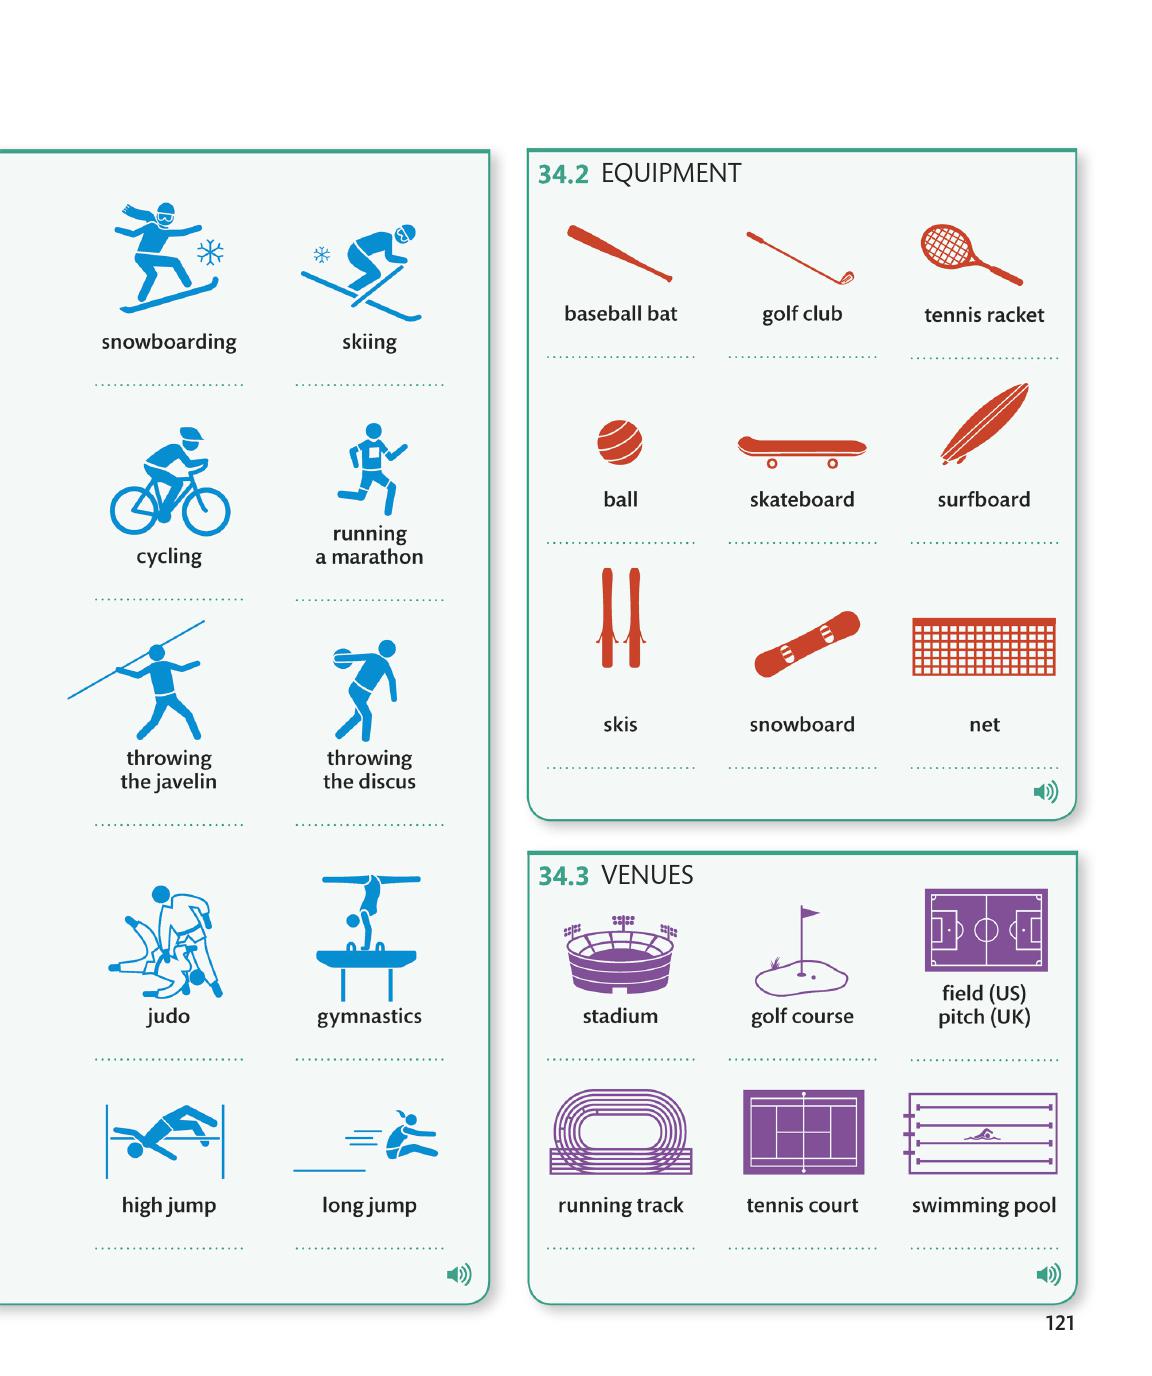 snowboarding
skiing
cycling
running
a marathon
throwing
the javelin
throwing
the discus
judo
gymnastics
high jump
long jump
34.2 EQUIPMENT
baseball bat
golf club
tennis racket
ball
skateboard
surfboard
skis
snowboard
net
34.3 VENUES
stadium
golf course
field (US)
pitch (UK)
running track
tennis court
swimming pool
121